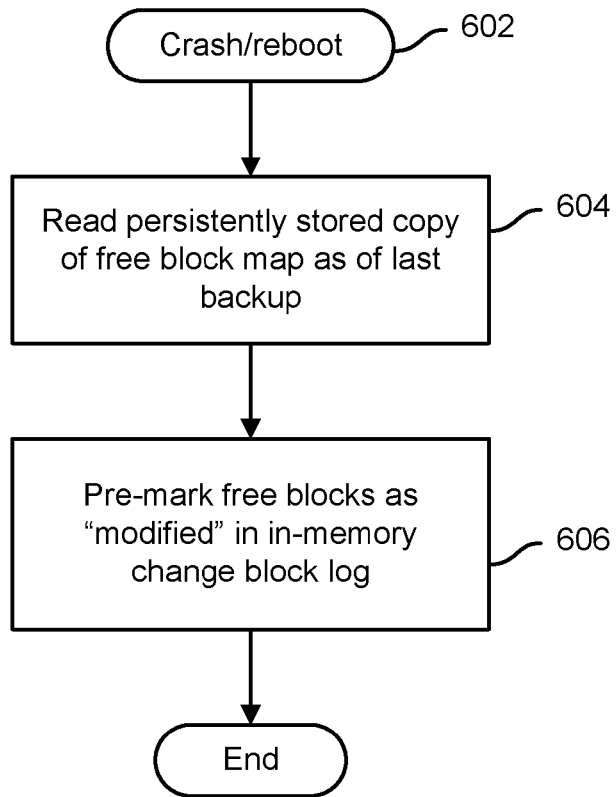 Crash/reboot
602
Read persistently stored copy
of free block map as of last
backup
604
Pre-mark free blocks as
“modified” in in-memory
change block log
606
End